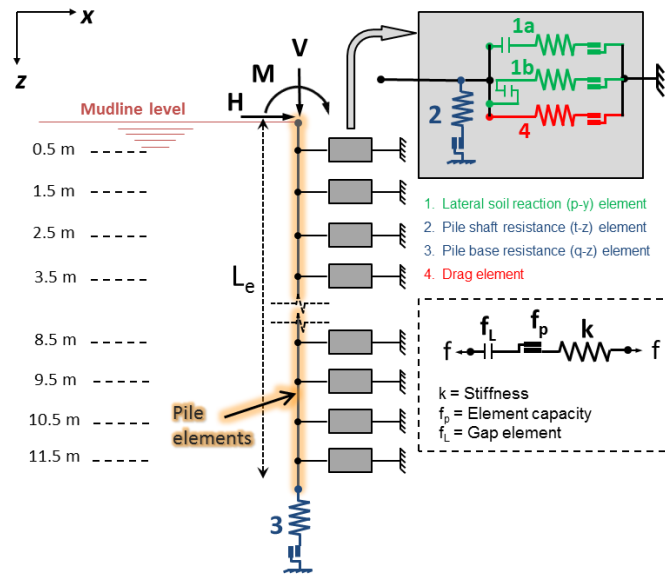 x
z
V
M
H
Mudline level
0.5 m
1.5 m
2.5 m
3.5 m
8.5 m
9.5 m
10.5 m
11.5 m
Le
Pile
elements
3
1a
1b
2
4
1. Lateral soil reaction (p-y) element
2. Pile shaft resistance (t-z) element
3. Pile base resistance (q-z) element
4. Drag element
fL
fp
k
f
f
k = Stiffness
fp = Element capacity
fL = Gap element